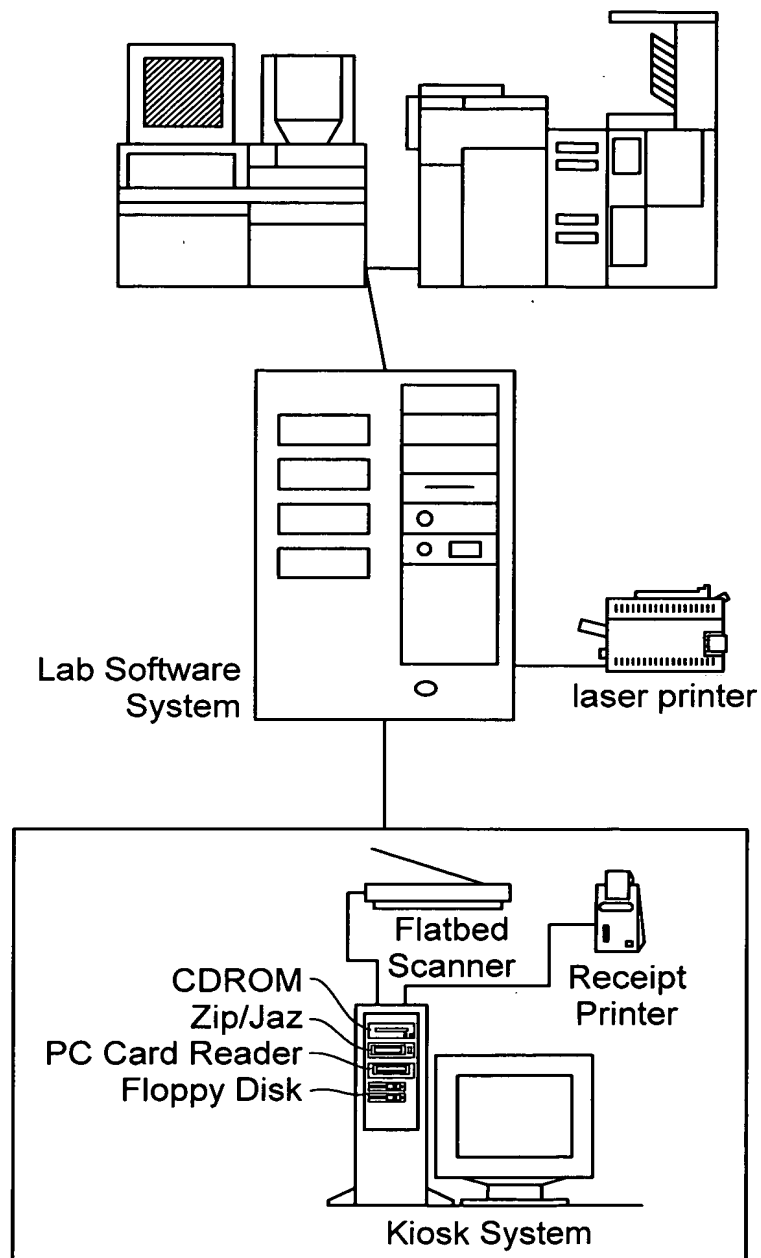 Lab Software
System
laser printer
Flatbed
Scanner
Receipt
Printer
CDROM
Zip/Jaz
PC Card Reader
Floppy Disk
Kiosk System